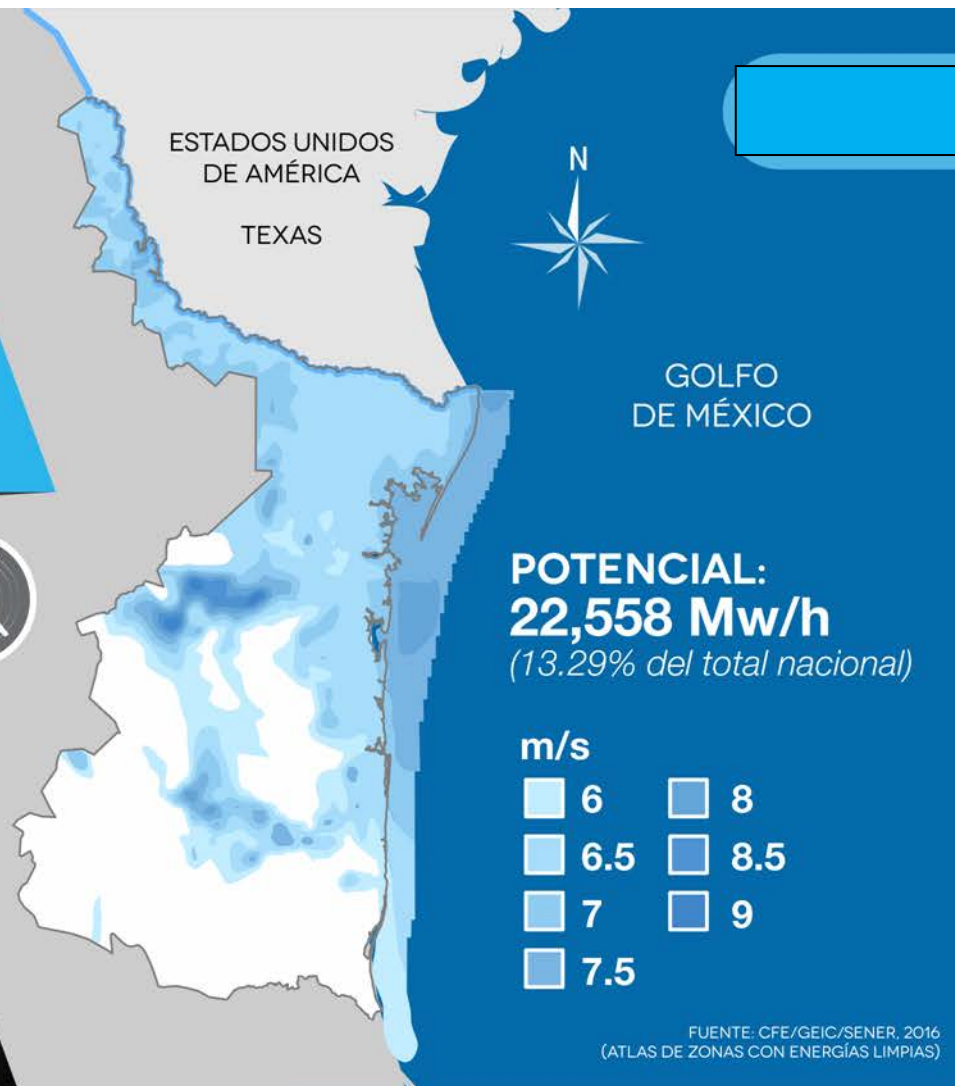 ESTADOS UNIDOS
DE AMÉRICA
TEXAS
N
GOLFO
DE MÉXICO
POTENCIAL:
22,558 Mw/h
(13.29% del total nacional)
m/s
6
8
6.5
8.5
7
9
7.5
FUENTE: CFE/GEIC/SENER, 2016
(ATLAS DE ZONAS CON ENERGÍAS LIMPIAS)